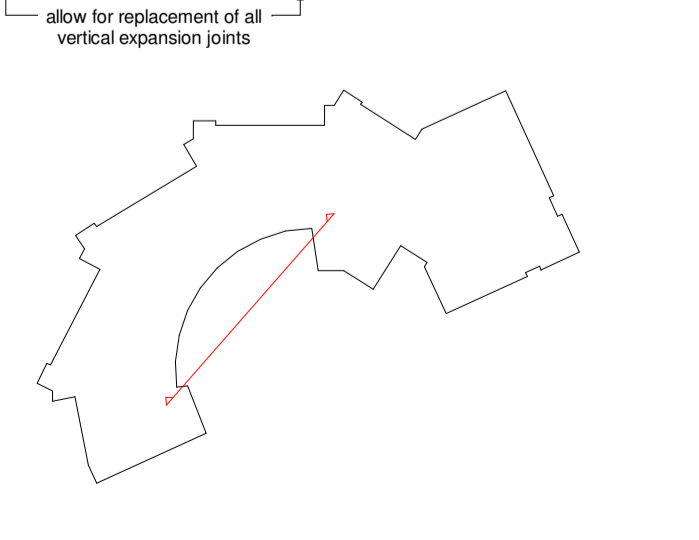 allow for replacement of all
vertical expansion joints